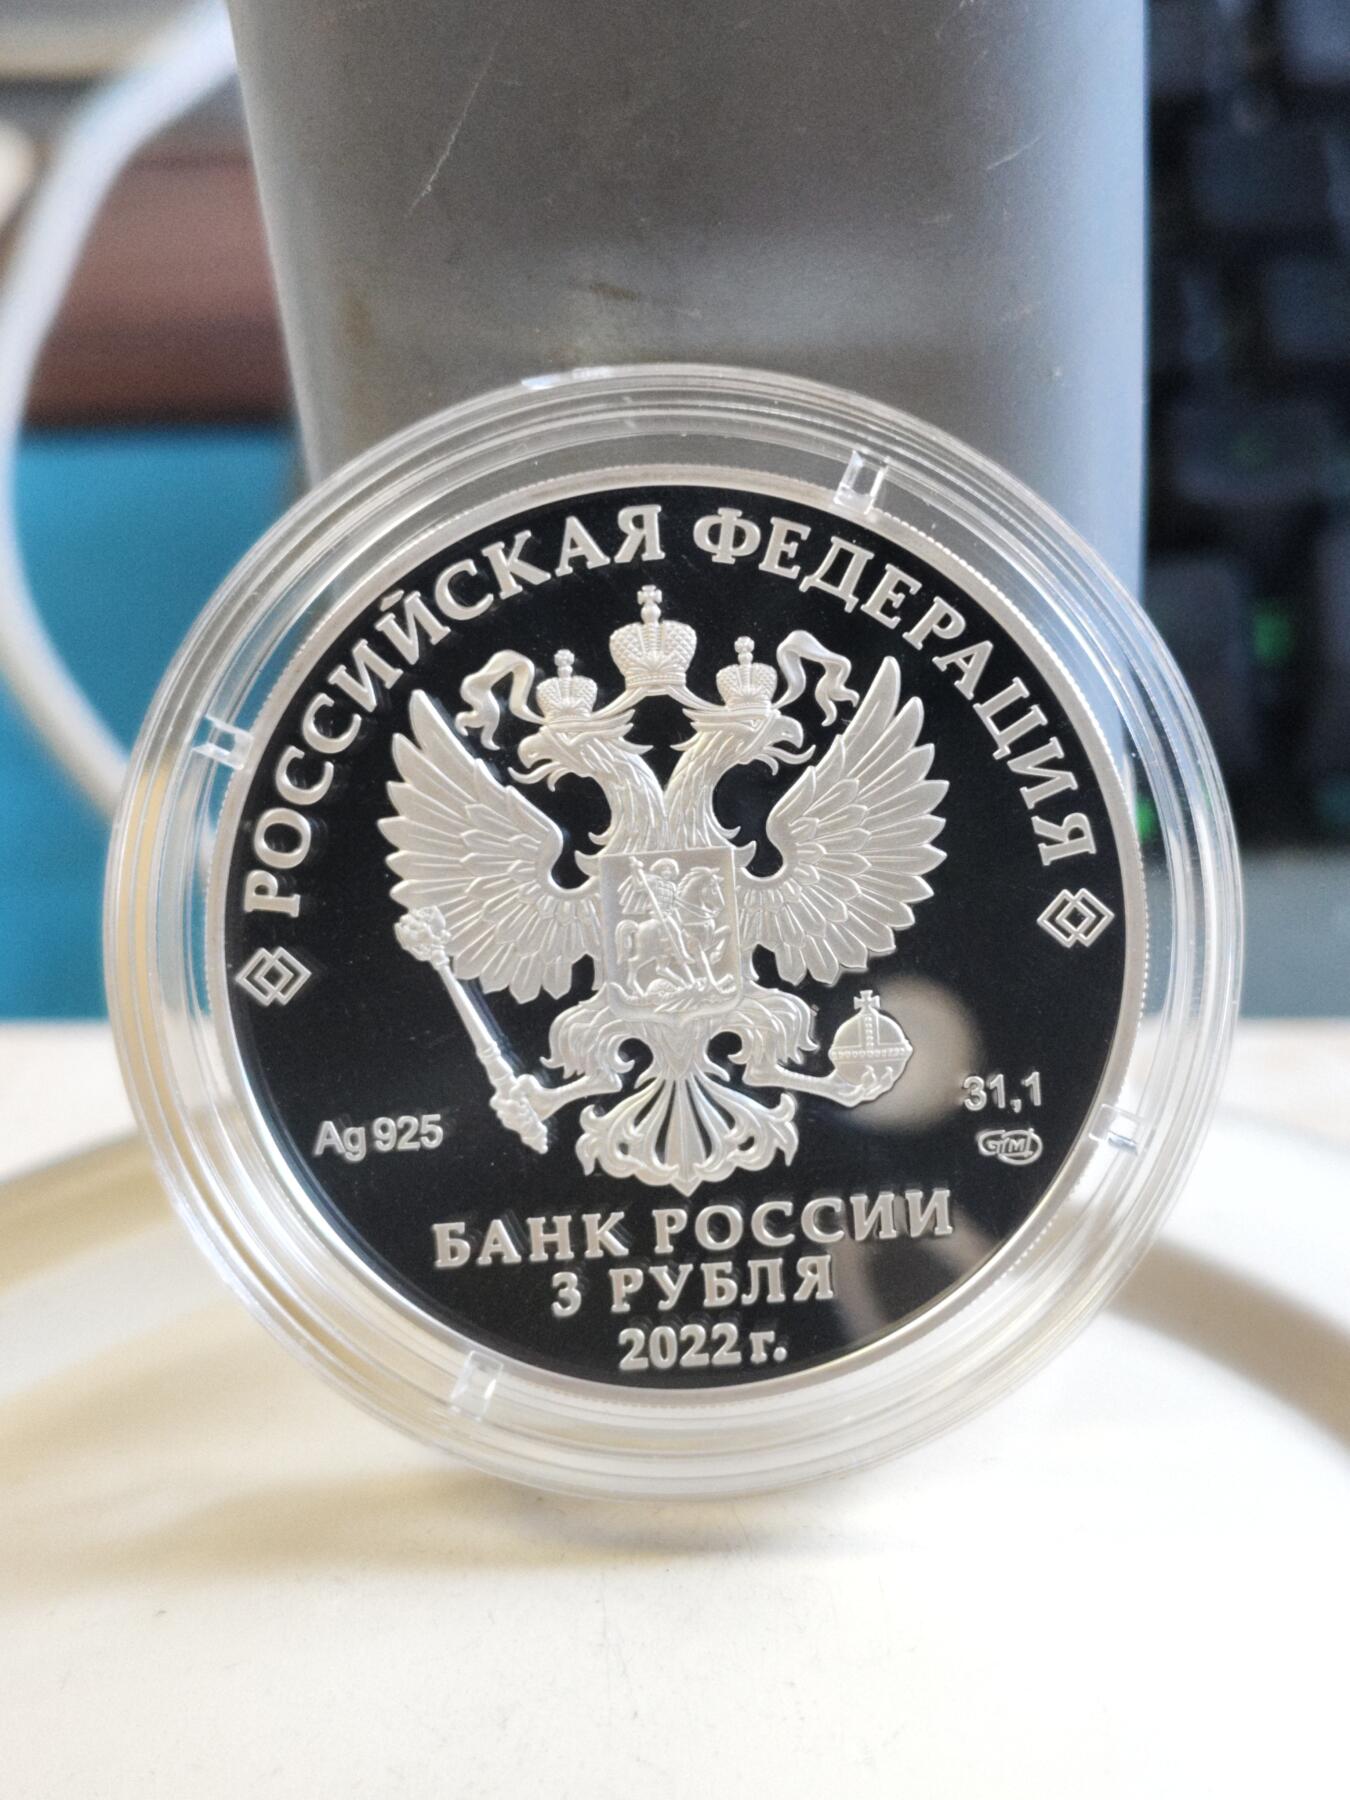 РОССИЙСКАЯ ФЕДЕРАЦИЯ
Ag 925
31,1
СПМД
БАНК РОССИИ
3 РУБЛЯ
2022 г.